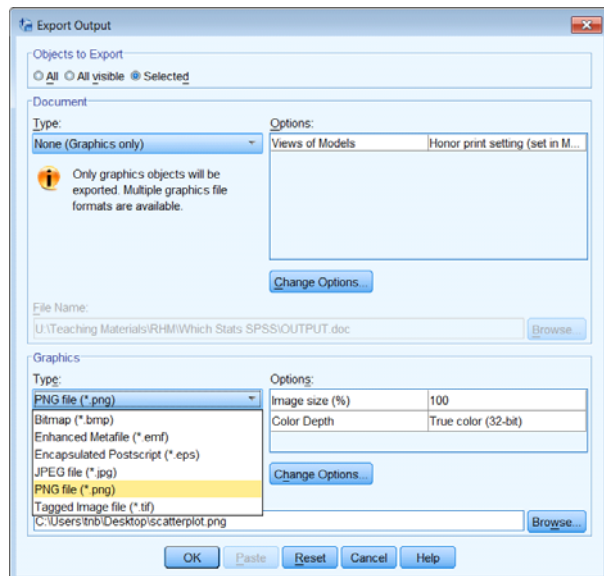 Export Output
Objects to Export
All All visible Selected
Document
Type:
None (Graphics only)
Only graphics objects will be
exported. Multiple graphics file
formats are available.
Options:
Views of Models Honor print setting (set in M...
Change Options...
File Name:
U:\Teaching Materials\RHM\Which Stats SPSS\OUTPUT.doc Browse...
Graphics
Type:
PNG file (*.png)
Bitmap (*.bmp)
Enhanced Metafile (*.emf)
Encapsulated Postscript (*.eps)
JPEG file (*.jpg)
PNG file (*.png)
Tagged Image file (*.tif)
Options:
Image size (%) 100
Color Depth True color (32-bit)
Change Options...
C:\Users\tnb\Desktop\scatterplot.png Browse...
OK Paste Reset Cancel Help